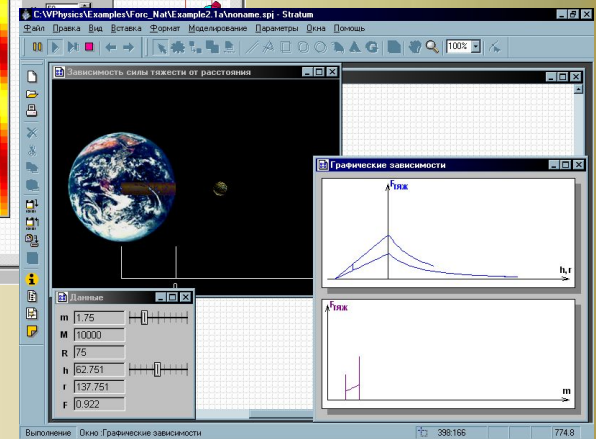 C:\VPhysics\Examples\Forc_Nat\Example2.1a\noname.spj - Stratum
Файл Правка Вид Вставка Формат Моделирование Параметры Окна Помощь
100%
Зависимость силы тяжести от расстояния
0
Графические зависимости
Fтяж
h, r
Fтяж
m
Данные
m 1.75
M 10000
R 75
h 62.751
r 137.751
F 0.922
Выполнение Окно :Графические зависимости 398:166 774.8